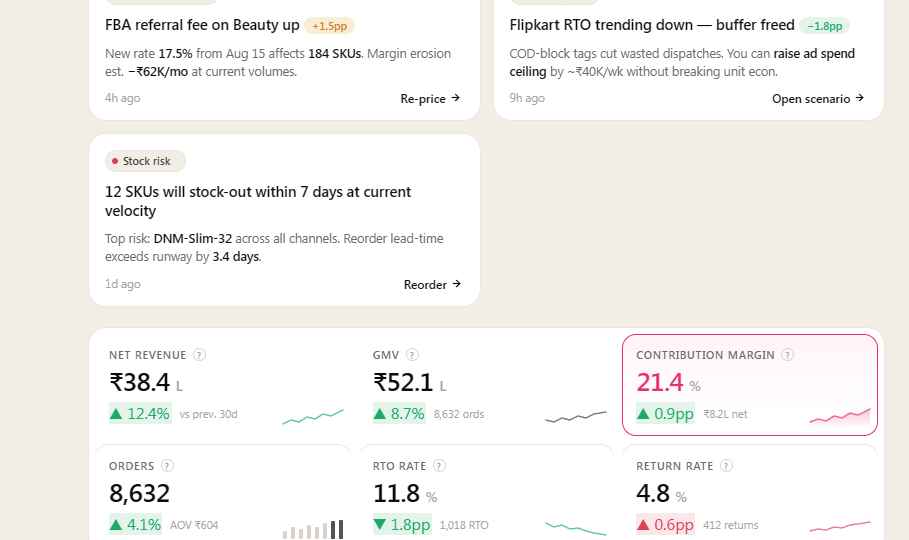 FBA referral fee on Beauty up +1.5pp
New rate 17.5% from Aug 15 affects 184 SKUs. Margin erosion
est. −₹62K/mo at current volumes.
4h ago Re-price →
Flipkart RTO trending down — buffer freed −1.8pp
COD-block tags cut wasted dispatches. You can raise ad spend
ceiling by ~₹40K/wk without breaking unit econ.
9h ago Open scenario →
Stock risk
12 SKUs will stock-out within 7 days at current
velocity
Top risk: DNM-Slim-32 across all channels. Reorder lead-time
exceeds runway by 3.4 days.
1d ago Reorder →
NET REVENUE ?
₹38.4 L
▲ 12.4% vs prev. 30d
GMV ?
₹52.1 L
▲ 8.7% 8,632 ords
CONTRIBUTION MARGIN ?
21.4 %
▲ 0.9pp ₹8.2L net
ORDERS ?
8,632
▲ 4.1% AOV ₹604
RTO RATE ?
11.8 %
▼ 1.8pp 1,018 RTO
RETURN RATE ?
4.8 %
▲ 0.6pp 412 returns